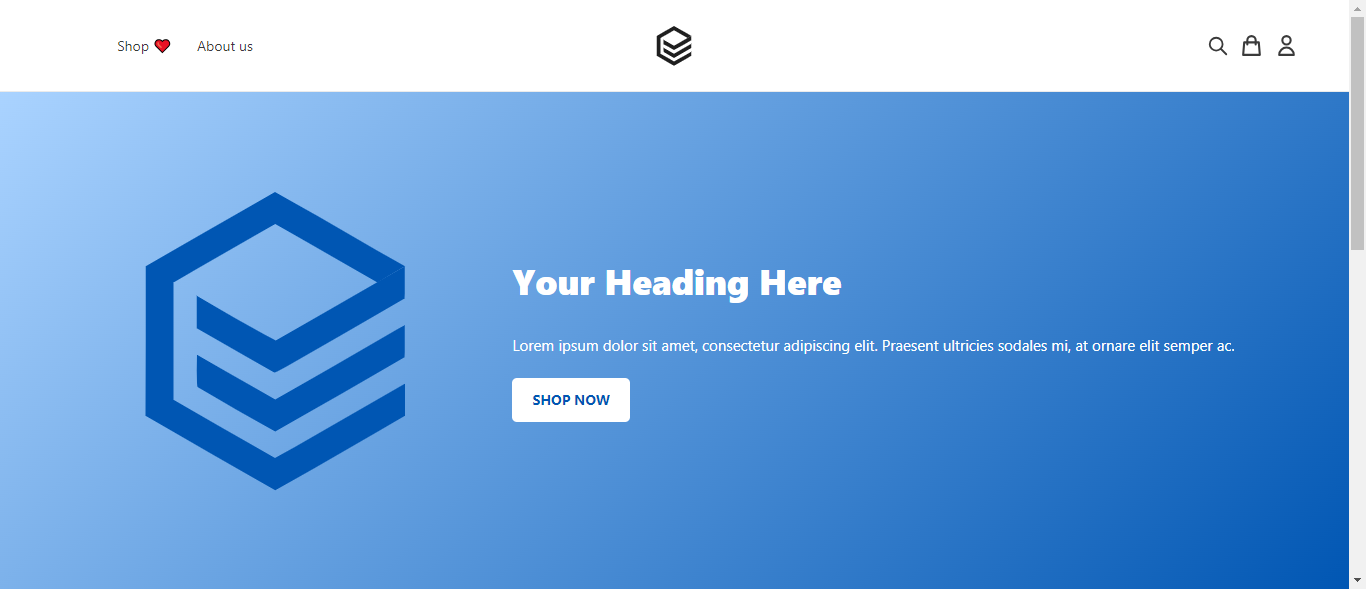 Shop ❤️ About us
Your Heading Here
Lorem ipsum dolor sit amet, consectetur adipiscing elit. Praesent ultricies sodales mi, at ornare elit semper ac.
SHOP NOW